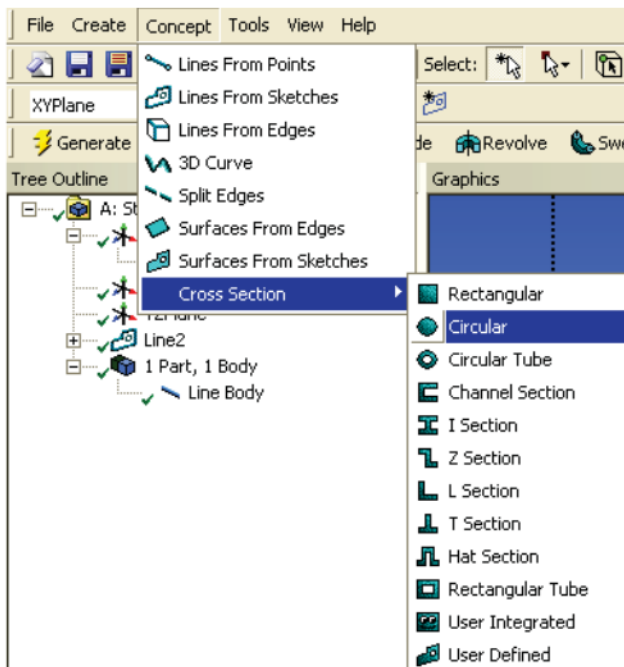 File Create Concept Tools View Help
Lines From Points
Select:
Lines From Sketches
XYPlane
Lines From Edges
Generate
Revolve
3D Curve
Tree Outline
Graphics
Split Edges
A: St
Surfaces From Edges
Surfaces From Sketches
Cross Section
Rectangular
Circular
Line2
Circular Tube
1 Part, 1 Body
Line Body
Channel Section
I Section
Z Section
L Section
T Section
Hat Section
Rectangular Tube
User Integrated
User Defined